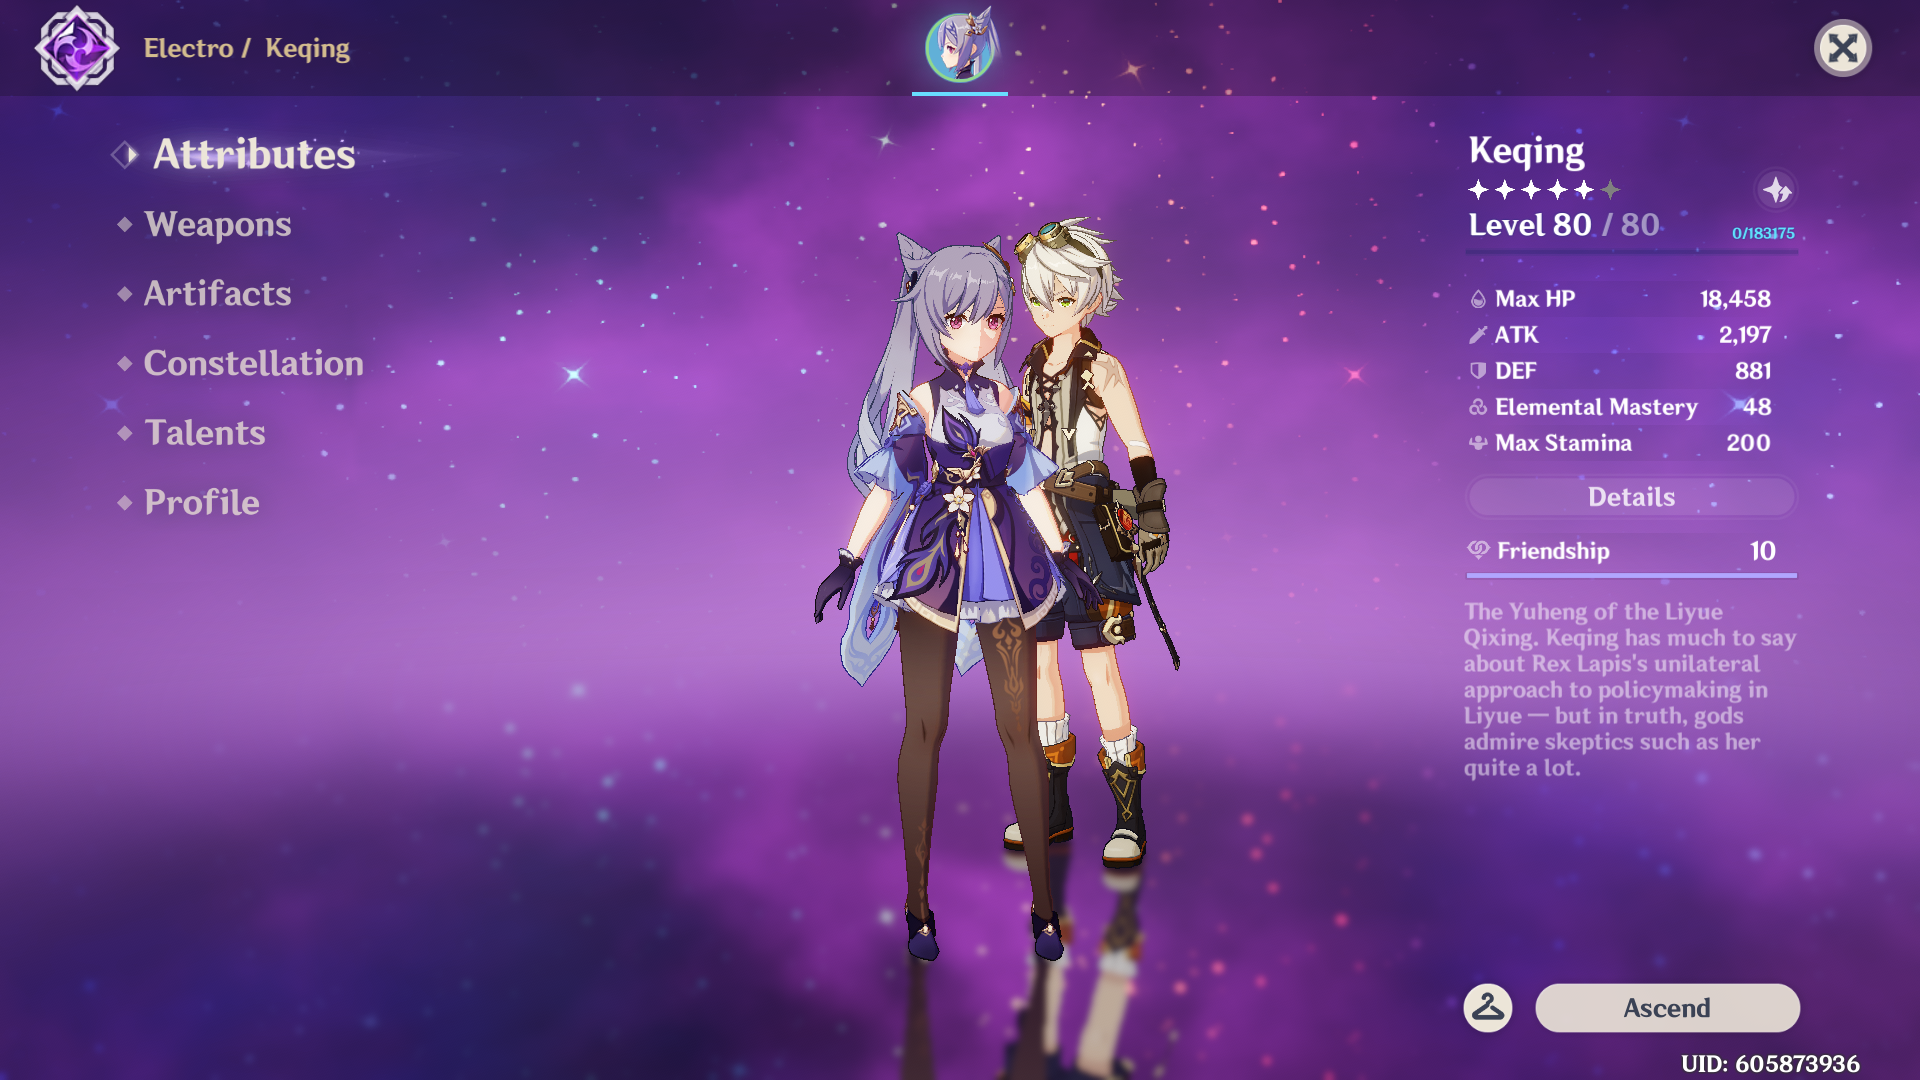 Electro / Keqing
Attributes
Weapons
Artifacts
Constellation
Talents
Profile
Keqing
Level 80 / 80
0/183175
Max HP 18,458
ATK 2,197
DEF 881
Elemental Mastery 48
Max Stamina 200
Details
Friendship 10
The Yuheng of the Liyue
Qixing. Keqing has much to say
about Rex Lapis's unilateral
approach to policymaking in
Liyue — but in truth, gods
admire skeptics such as her
quite a lot.
Ascend
UID: 605873936